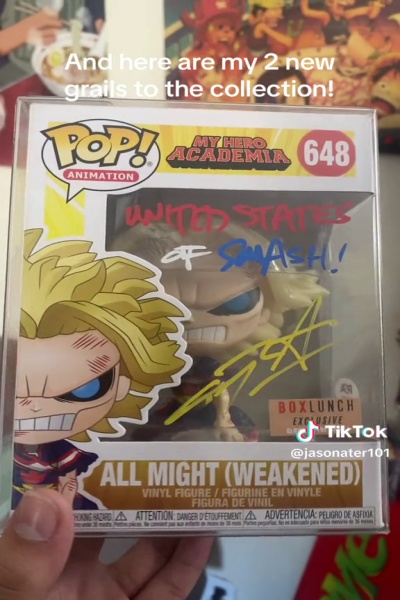 And here are my 2 new
grails to the collection!
POP!
ANIMATION
MY HERO
ACADEMIA
648
UNITED STATES
OF SMASH!
BOXLUNCH
EXCLUSIVE
TikTok
@jasonater101
ALL MIGHT (WEAKENED)
VINYL FIGURE / FIGURINE EN VINYLE
FIGURA DE VINIL
CHOKING HAZARD
ATTENTION: DANGER D'ÉTOUFFEMENT
ADVERTENCIA: PELIGRO DE ASFIXIA